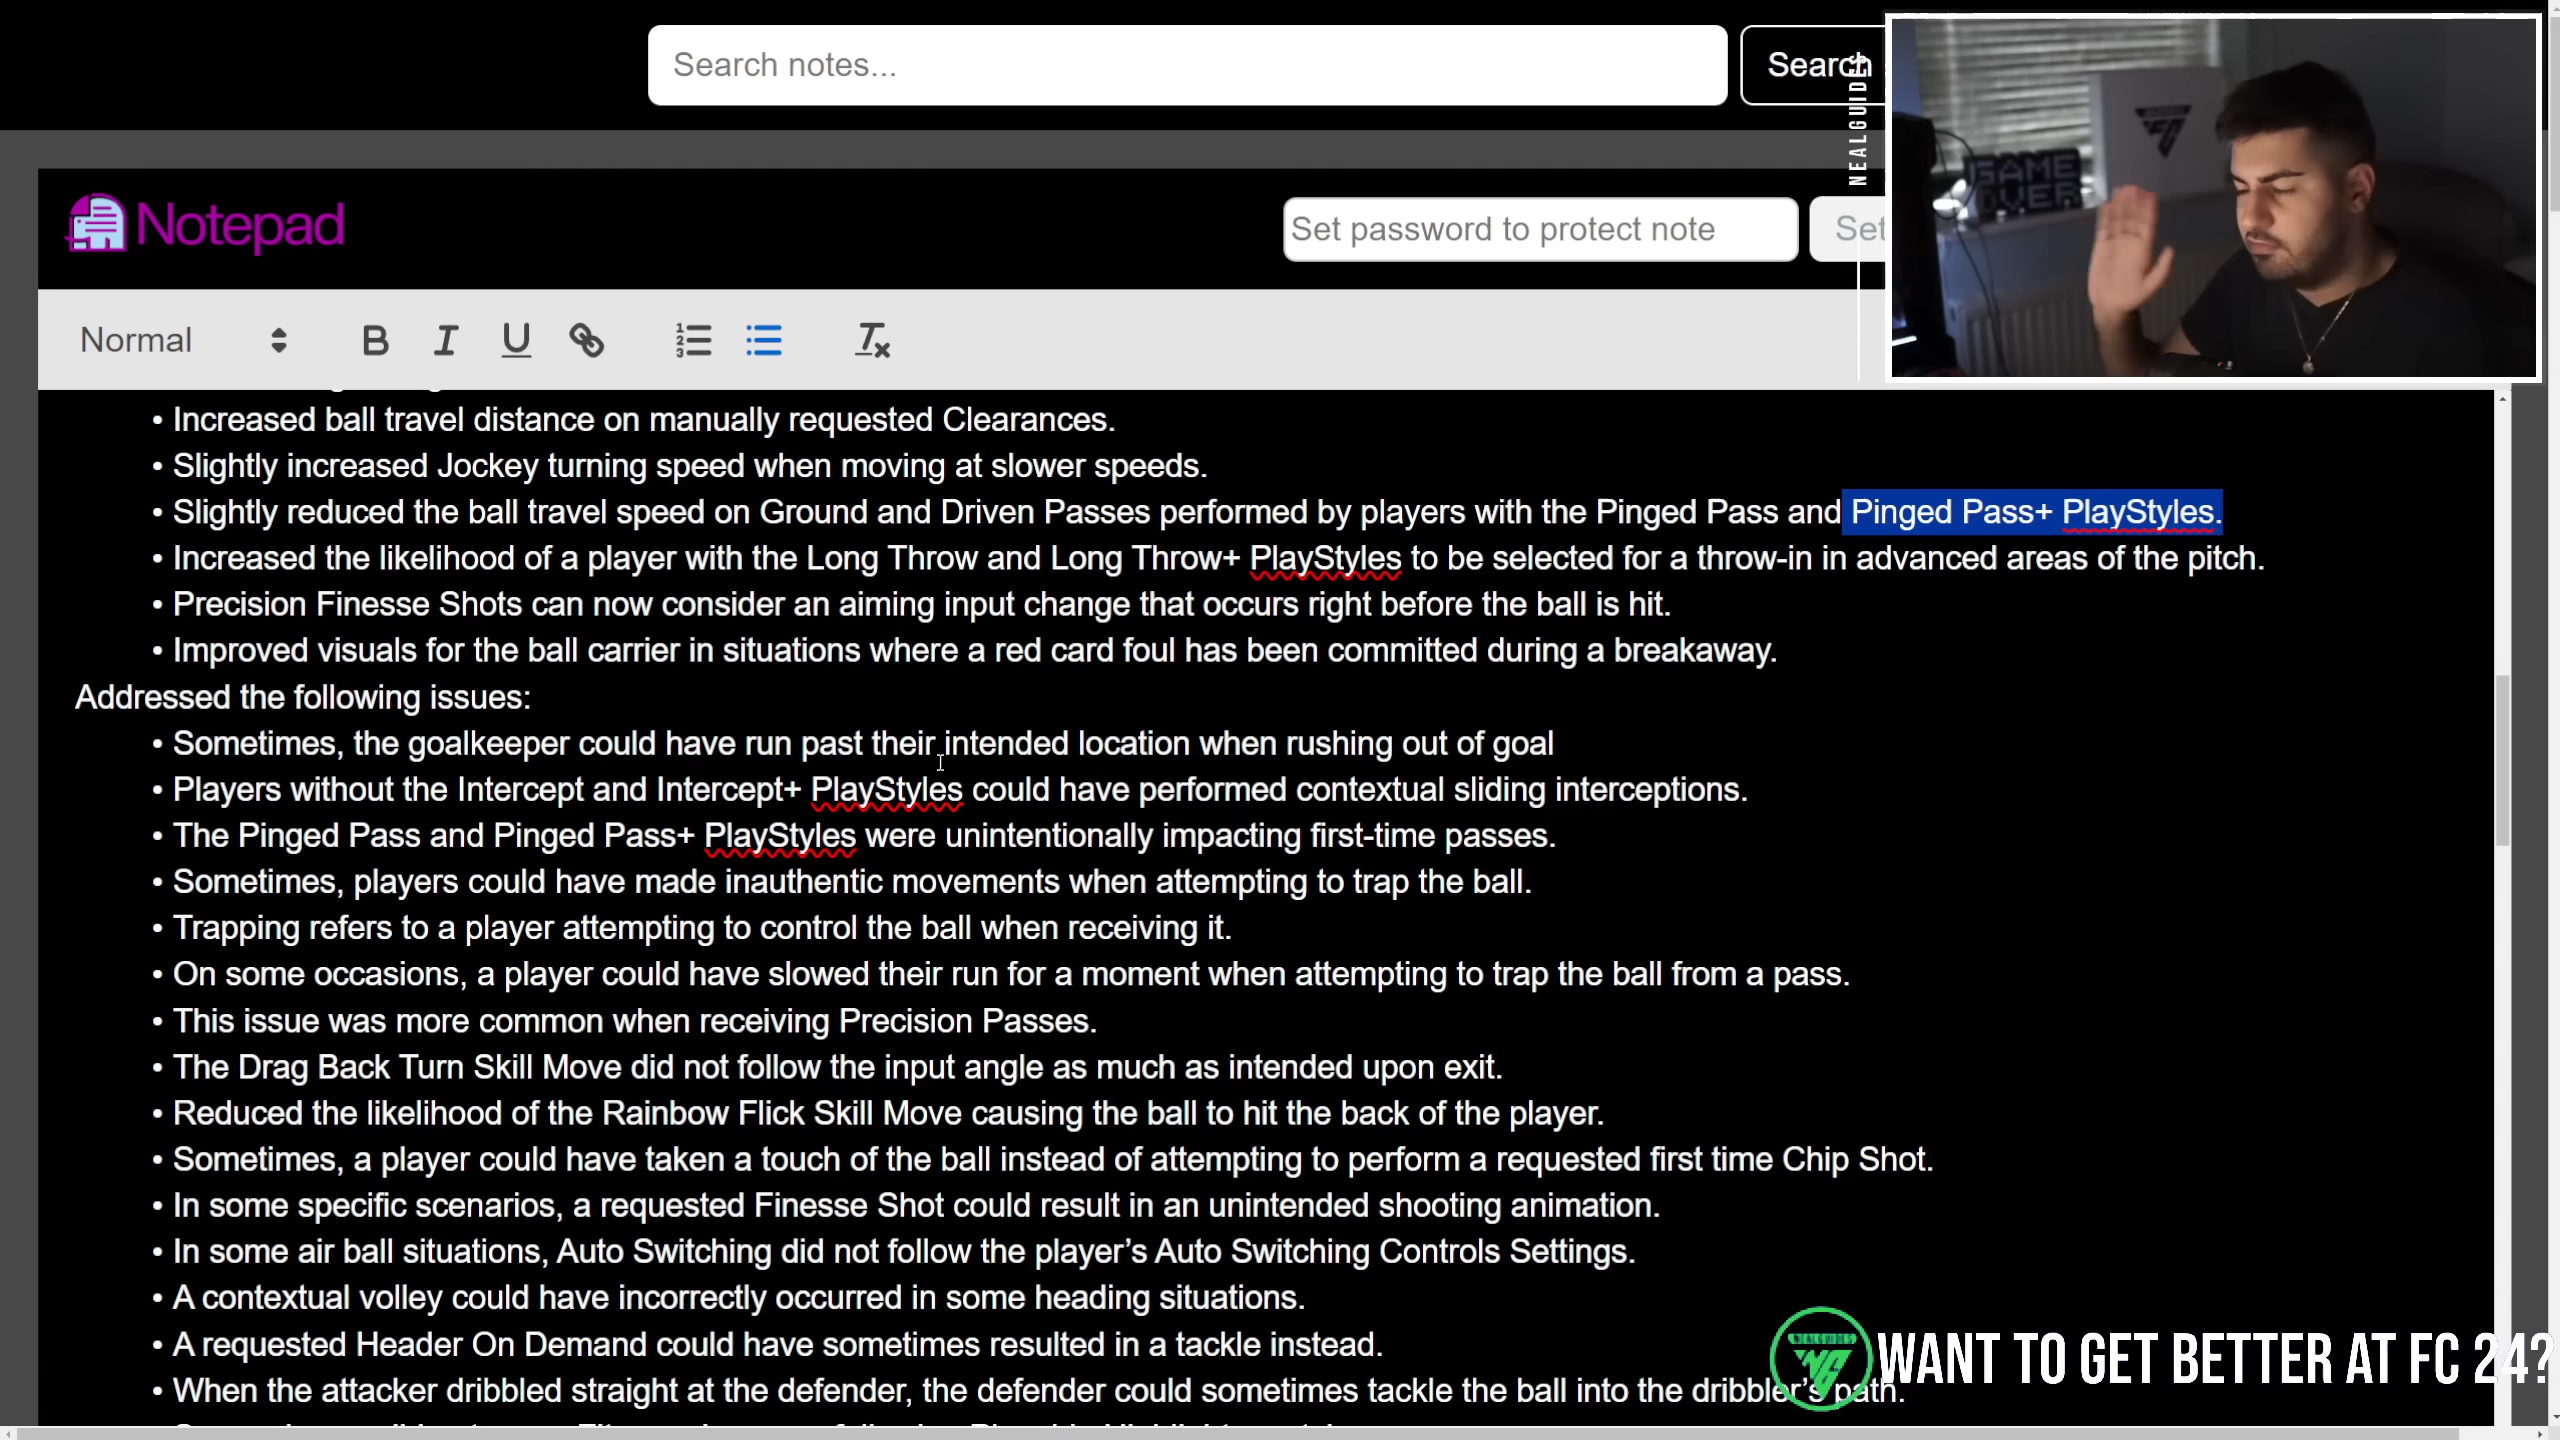 Search notes...
Search
NEALGUIDES
GAME
OVER
Notepad
Set password to protect note
Set
Normal
• Increased ball travel distance on manually requested Clearances.
• Slightly increased Jockey turning speed when moving at slower speeds.
• Slightly reduced the ball travel speed on Ground and Driven Passes performed by players with the Pinged Pass and Pinged Pass+ PlayStyles.
• Increased the likelihood of a player with the Long Throw and Long Throw+ PlayStyles to be selected for a throw-in in advanced areas of the pitch.
• Precision Finesse Shots can now consider an aiming input change that occurs right before the ball is hit.
• Improved visuals for the ball carrier in situations where a red card foul has been committed during a breakaway.
Addressed the following issues:
• Sometimes, the goalkeeper could have run past their intended location when rushing out of goal
• Players without the Intercept and Intercept+ PlayStyles could have performed contextual sliding interceptions.
• The Pinged Pass and Pinged Pass+ PlayStyles were unintentionally impacting first-time passes.
• Sometimes, players could have made inauthentic movements when attempting to trap the ball.
• Trapping refers to a player attempting to control the ball when receiving it.
• On some occasions, a player could have slowed their run for a moment when attempting to trap the ball from a pass.
• This issue was more common when receiving Precision Passes.
• The Drag Back Turn Skill Move did not follow the input angle as much as intended upon exit.
• Reduced the likelihood of the Rainbow Flick Skill Move causing the ball to hit the back of the player.
• Sometimes, a player could have taken a touch of the ball instead of attempting to perform a requested first time Chip Shot.
• In some specific scenarios, a requested Finesse Shot could result in an unintended shooting animation.
• In some air ball situations, Auto Switching did not follow the player’s Auto Switching Controls Settings.
• A contextual volley could have incorrectly occurred in some heading situations.
• A requested Header On Demand could have sometimes resulted in a tackle instead.
• When the attacker dribbled straight at the defender, the defender could sometimes tackle the ball into the dribbler’s path.
NEALGUIDES
WANT TO GET BETTER AT FC 24?